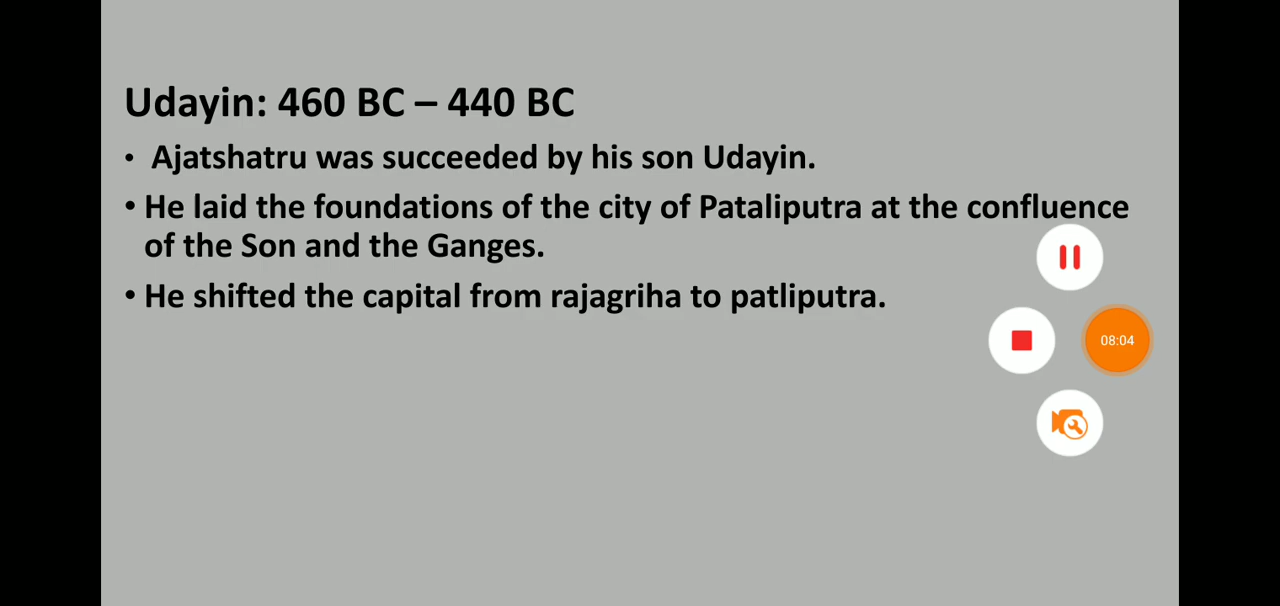 Udayin: 460 BC – 440 BC
• Ajatshatru was succeeded by his son Udayin.
• He laid the foundations of the city of Pataliputra at the confluence
of the Son and the Ganges.
• He shifted the capital from rajagriha to patliputra.
08:04